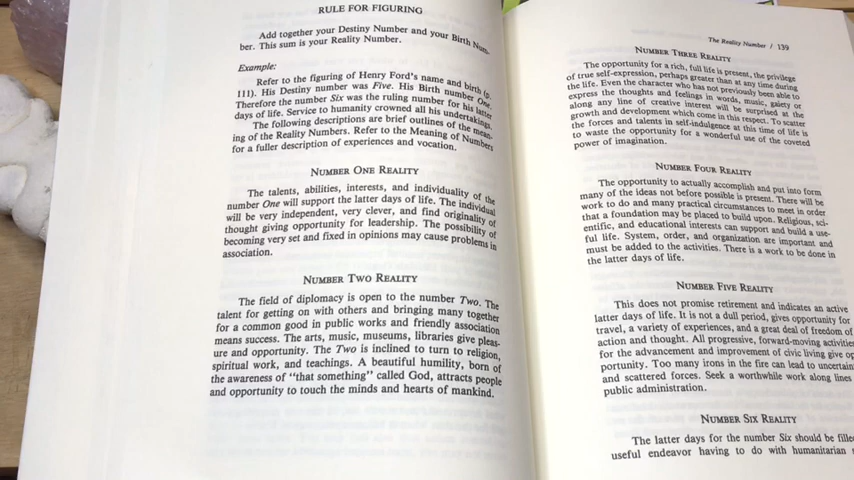 RULE FOR FIGURING
Add together your Destiny Number and your Birth Num-
ber. This sum is your Reality Number.
Example:
Refer to the figuring of Henry Ford's name and birth (p.
111). His Destiny number was Five. His Birth number One.
Therefore the number Six was the ruling number for his latter
days of life. Service to humanity crowned all his undertakings.
The following descriptions are brief outlines of the mean-
ing of the Reality Numbers. Refer to the Meaning of Numbers
for a fuller description of experiences and vocation.
NUMBER ONE REALITY
The talents, abilities, interests, and individuality of the
number One will support the latter days of life. The individual
will be very independent, very clever, and find originality of
thought giving opportunity for leadership. The possibility of
becoming very set and fixed in opinions may cause problems in
association.
NUMBER TWO REALITY
The field of diplomacy is open to the number Two. The
talent for getting on with others and bringing many together
for a common good in public works and friendly association
means success. The arts, music, museums, libraries give pleas-
ure and opportunity. The Two is inclined to turn to religion,
spiritual work, and teachings. A beautiful humility, born of
the awareness of "that something" called God, attracts people
and opportunity to touch the minds and hearts of mankind.
The Reality Number / 139
NUMBER THREE REALITY
The opportunity for a rich, full life is present, the privilege
of true self-expression, perhaps greater than at any time during
the life. Even the character who has not previously been able to
express the thoughts and feelings in words, music, gaiety or
along any line of creative interest will be surprised at the
growth and development which come in this respect. To scatter
the forces and talents in self-indulgence at this time of life is
to waste the opportunity for a wonderful use of the coveted
power of imagination.
NUMBER FOUR REALITY
The opportunity to actually accomplish and put into form
many of the ideas not before possible is present. There will be
work to do and many practical circumstances to meet in order
that a foundation may be placed to build upon. Religious, sci-
entific, and educational interests can support and build a use-
ful life. System, order, and organization are important and
must be added to the activities. There is a work to be done in
the latter days of life.
NUMBER FIVE REALITY
This does not promise retirement and indicates an active
latter days of life. It is not a dull period, gives opportunity for
travel, a variety of experiences, and a great deal of freedom of
action and thought. All progressive, forward-moving activities
for the advancement and improvement of civic living give op
portunity. Too many irons in the fire can lead to uncertain
and scattered forces. Seek a worthwhile work along lines
public administration.
NUMBER SIX REALITY
The latter days for the number Six should be fille
useful endeavor having to do with humanitarian